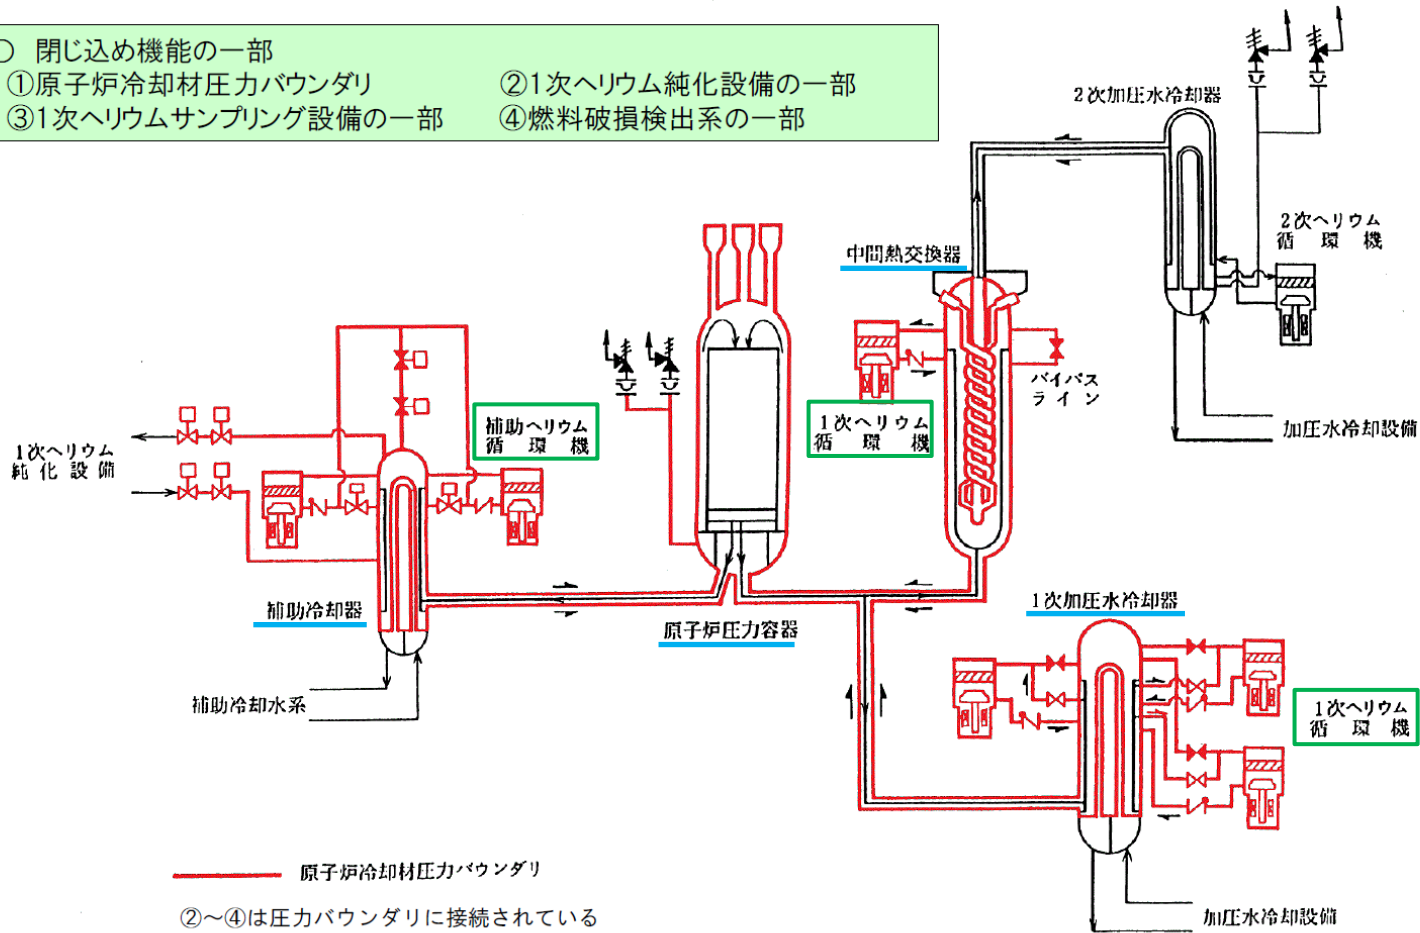 〇 閉じ込め機能の一部
①原子炉冷却材圧力バウンダリ ②1次ヘリウム純化設備の一部
③1次ヘリウムサンプリング設備の一部 ④燃料破損検出系の一部
2次加圧水冷却器
2次ヘリウム
循環機
中間熱交換器
バイパス
ライン
1次ヘリウム
循環機
補助ヘリウム
循環機
加圧水冷却設備
1次ヘリウム
純化設備
補助冷却器
原子炉圧力容器
1次加圧水冷却器
補助冷却水系
1次ヘリウム
循環機
原子炉冷却材圧力バウンダリ
②～④は圧力バウンダリに接続されている
加圧水冷却設備